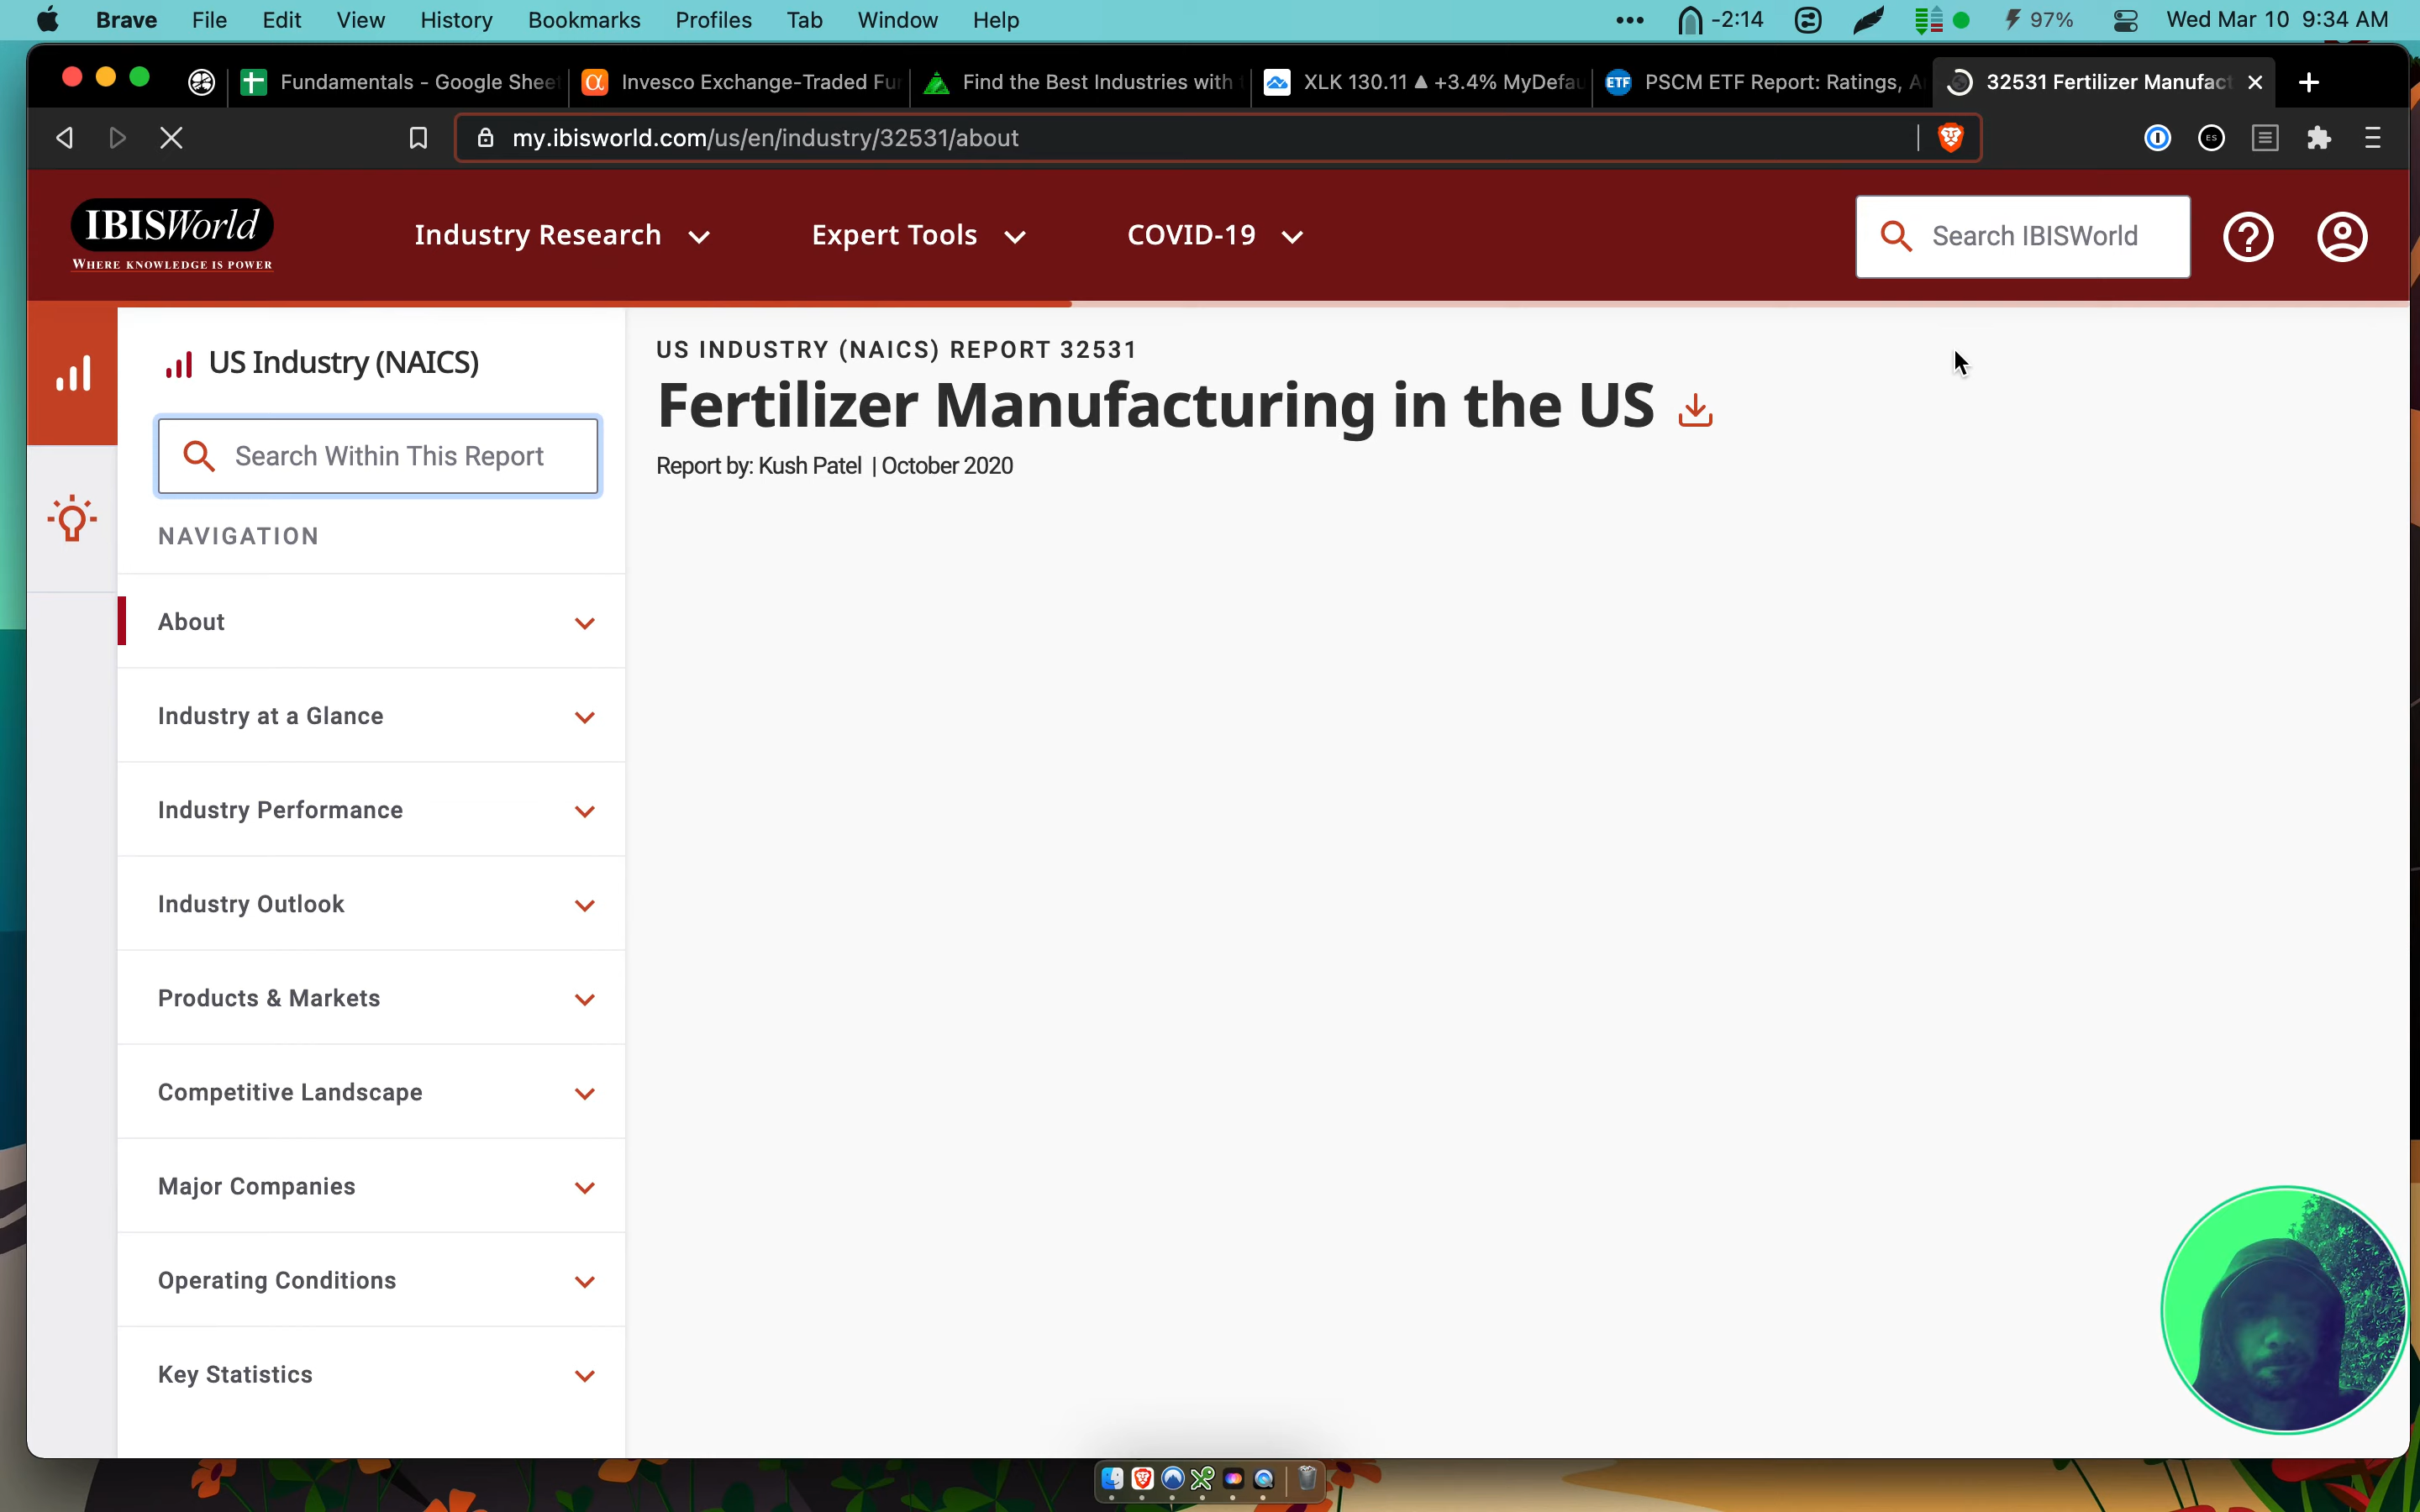 Brave File Edit View History Bookmarks Profiles Tab Window Help -2:14 97% Wed Mar 10 9:34 AM
Fundamentals - Google Shee
Invesco Exchange-Traded Fu
Find the Best Industries with
XLK 130.11 ▲ +3.4% MyDefau
ETF PSCM ETF Report: Ratings, A
32531 Fertilizer Manufact
my.ibisworld.com/us/en/industry/32531/about
ES
IBISWorld
WHERE KNOWLEDGE IS POWER
Industry Research Expert Tools COVID-19 Search IBISWorld
US Industry (NAICS)
Search Within This Report
NAVIGATION
About
Industry at a Glance
Industry Performance
Industry Outlook
Products & Markets
Competitive Landscape
Major Companies
Operating Conditions
Key Statistics
US INDUSTRY (NAICS) REPORT 32531
Fertilizer Manufacturing in the US
Report by: Kush Patel | October 2020